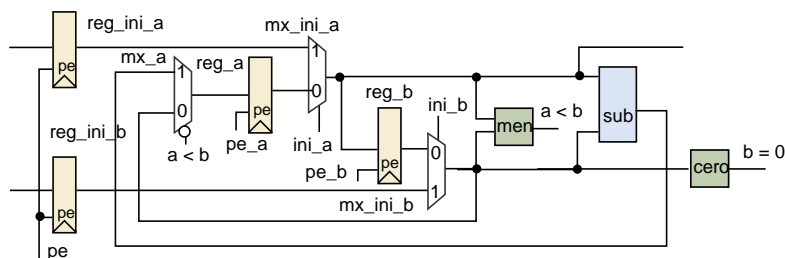 reg_ini_a
mx_ini_a
pe
mx_a
1
reg_a
1
0
reg_b
ini_b
0
pe
men
a < b
sub
reg_ini_b
a < b
pe_a
ini_a
pe
0
cero
b = 0
pe_b
1
pe
mx_ini_b
pe